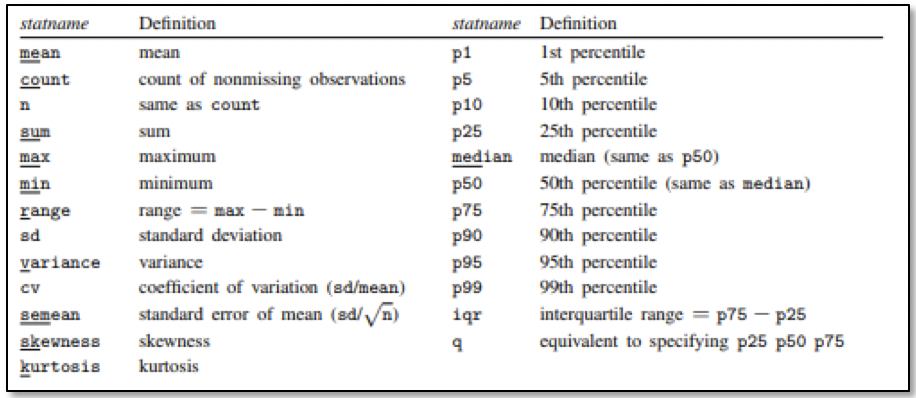 statname Definition statname Definition
mean mean p1 1st percentile
count count of nonmissing observations p5 5th percentile
n same as count p10 10th percentile
sum sum p25 25th percentile
max maximum median median (same as p50)
min minimum p50 50th percentile (same as median)
range range = max − min p75 75th percentile
sd standard deviation p90 90th percentile
variance variance p95 95th percentile
cv coefficient of variation (sd/mean) p99 99th percentile
semean standard error of mean (sd/√n) iqr interquartile range = p75 − p25
skewness skewness q equivalent to specifying p25 p50 p75
kurtosis kurtosis